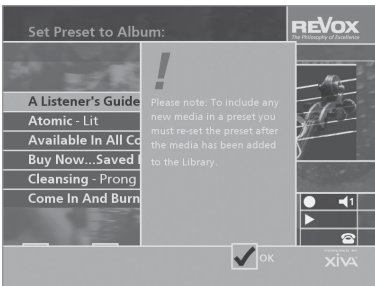 Set Preset to Album:
REVOX
The Philosophy of Excellence
!
Please note: To include any
new media in a preset you
must re-set the preset after
the media has been added
to the Library.
A Listener's Guide
Atomic - Lit
Available In All Co
Buy Now...Saved
Cleansing - Prong
Come In And Burn
1
OK
XiVA